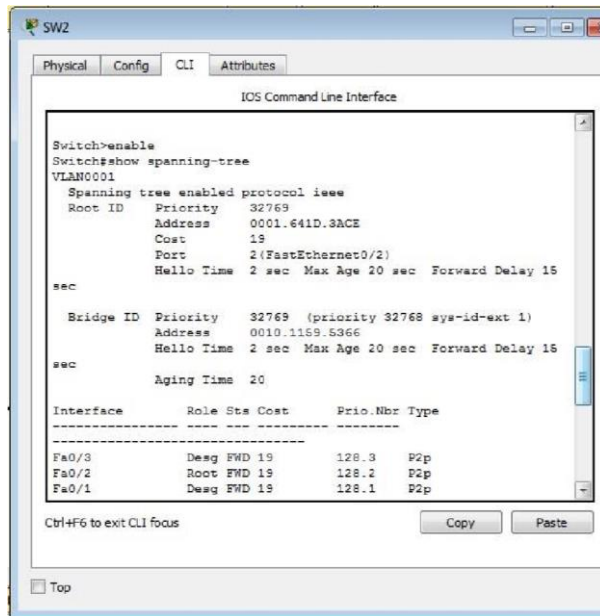 SW2
Physical Config CLI Attributes
IOS Command Line Interface
Switch>enable
Switch#show spanning-tree
VLAN0001
Spanning tree enabled protocol ieee
Root ID Priority 32769
Address 0001.641D.3ACE
Cost 19
Port 2(FastEthernet0/2)
Hello Time 2 sec Max Age 20 sec Forward Delay 15
sec
Bridge ID Priority 32769 (priority 32768 sys-id-ext 1)
Address 0010.1159.5366
Hello Time 2 sec Max Age 20 sec Forward Delay 15
sec
Aging Time 20
Interface Role Sts Cost Prio.Nbr Type
---------------- ---- --- --------- --------
--------------------------------
Fa0/3 Desg FWD 19 128.3 P2p
Fa0/2 Root FWD 19 128.2 P2p
Fa0/1 Desg FWD 19 128.1 P2p
Ctrl+F6 to exit CLI focus Copy Paste
Top